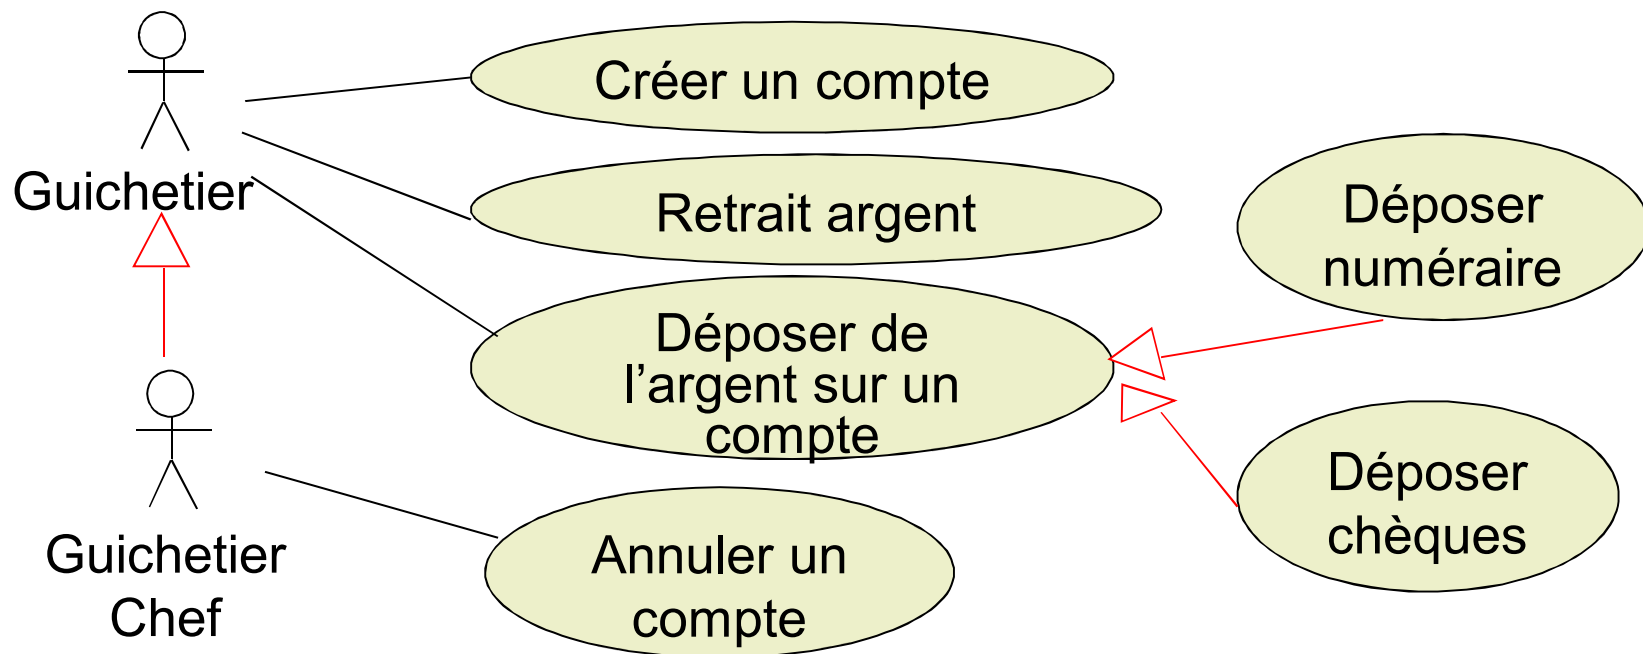 Créer un compte
Guichetier
Retrait argent
Déposer
numéraire
Déposer de
l’argent sur un
compte
Déposer
chèques
Guichetier
Chef
Annuler un
compte